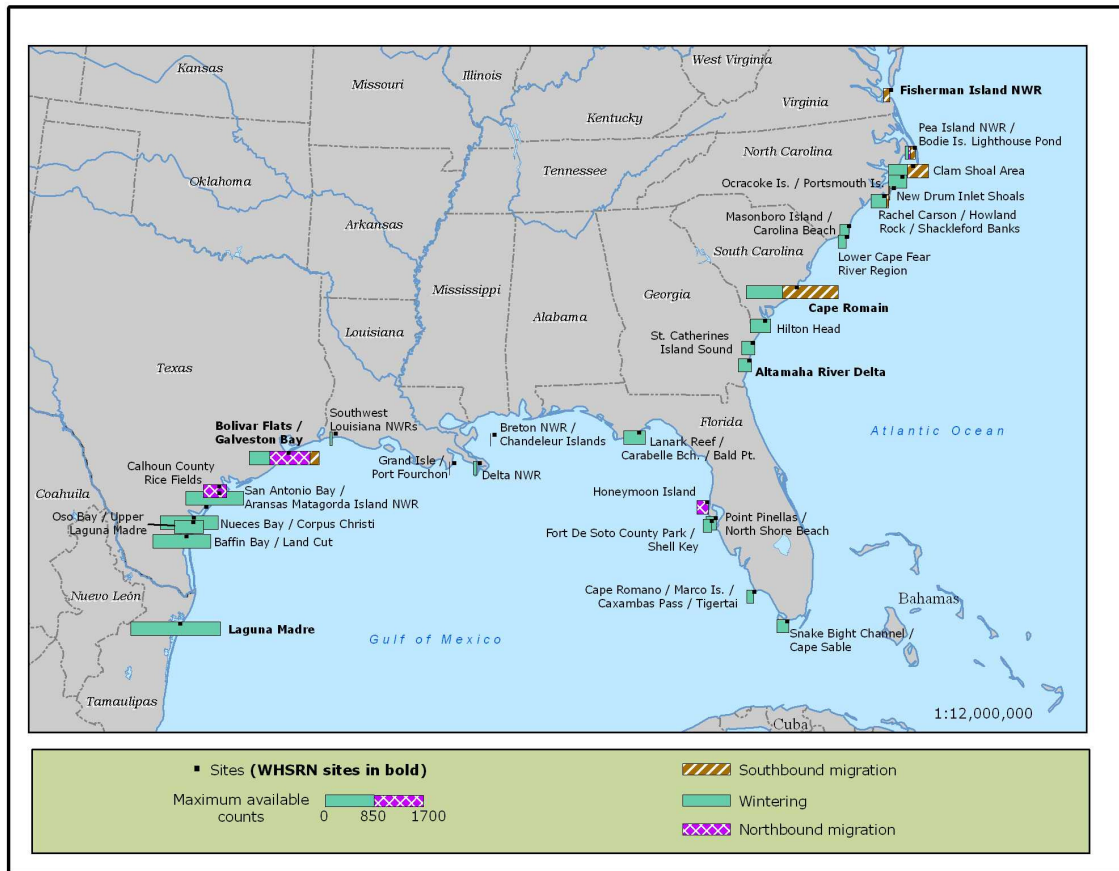 Kansas
Missouri
Illinois
West Virginia
Virginia
Kentucky
Fisherman Island NWR
Pea Island NWR /
Bodie Is. Lighthouse Pond
North Carolina
Tennessee
Oklahoma
Clam Shoal Area
Ocracoke Is. / Portsmouth Is.
New Drum Inlet Shoals
Rachel Carson / Howland
Rock / Shackleford Banks
Arkansas
Masonboro Island /
Carolina Beach
South Carolina
Lower Cape Fear
River Region
Mississippi
Alabama
Georgia
Cape Romain
Louisiana
Hilton Head
St. Catherines
Island Sound
Texas
Altamaha River Delta
Florida
Atlantic Ocean
Bolivar Flats /
Galveston Bay
Southwest
Louisiana NWRs
Breton NWR /
Chandeleur Islands
Lanark Reef /
Carabelle Bch. / Bald Pt.
Grand Isle /
Port Fourchon
Delta NWR
Calhoun County
Rice Fields
Coahuila
San Antonio Bay /
Aransas Matagorda Island NWR
Honeymoon Island
Oso Bay / Upper
Laguna Madre
Nueces Bay / Corpus Christi
Point Pinellas /
North Shore Beach
Fort De Soto County Park /
Shell Key
Baffin Bay / Land Cut
Nuevo León
Cape Romano / Marco Is. /
Caxambas Pass / Tigertai
Bahamas
Laguna Madre
Gulf of Mexico
Snake Bight Channel /
Cape Sable
Tamaulipas
Cuba
1:12,000,000
Sites (WHSRN sites in bold)
Maximum available
counts
0 850 1700
Southbound migration
Wintering
Northbound migration